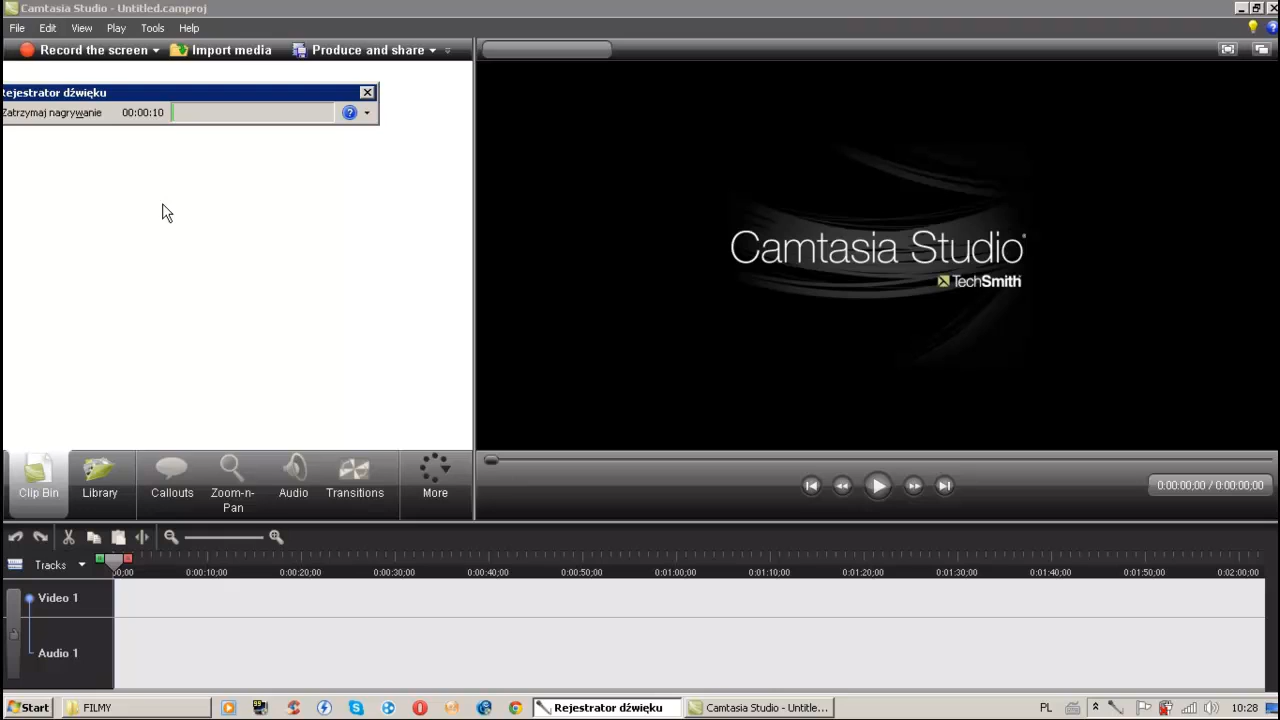 Camtasia Studio - Untitled.camproj
File Edit View Play Tools Help
Record the screen Import media Produce and share
Rejestrator dźwięku
Zatrzymaj nagrywanie 00:00:10
Camtasia Studio
TechSmith
Clip Bin Library Callouts Zoom-n-Pan Audio Transitions More
0:00:00;00 / 0:00:00;00
Tracks
00;00 0:00:10;00 0:00:20;00 0:00:30;00 0:00:40;00 0:00:50;00 0:01:00;00 0:01:10;00 0:01:20;00 0:01:30;00 0:01:40;00 0:01:50;00 0:02:00;00
Video 1
Audio 1
Start FILMY Rejestrator dźwięku Camtasia Studio - Untitle... PL 10:28